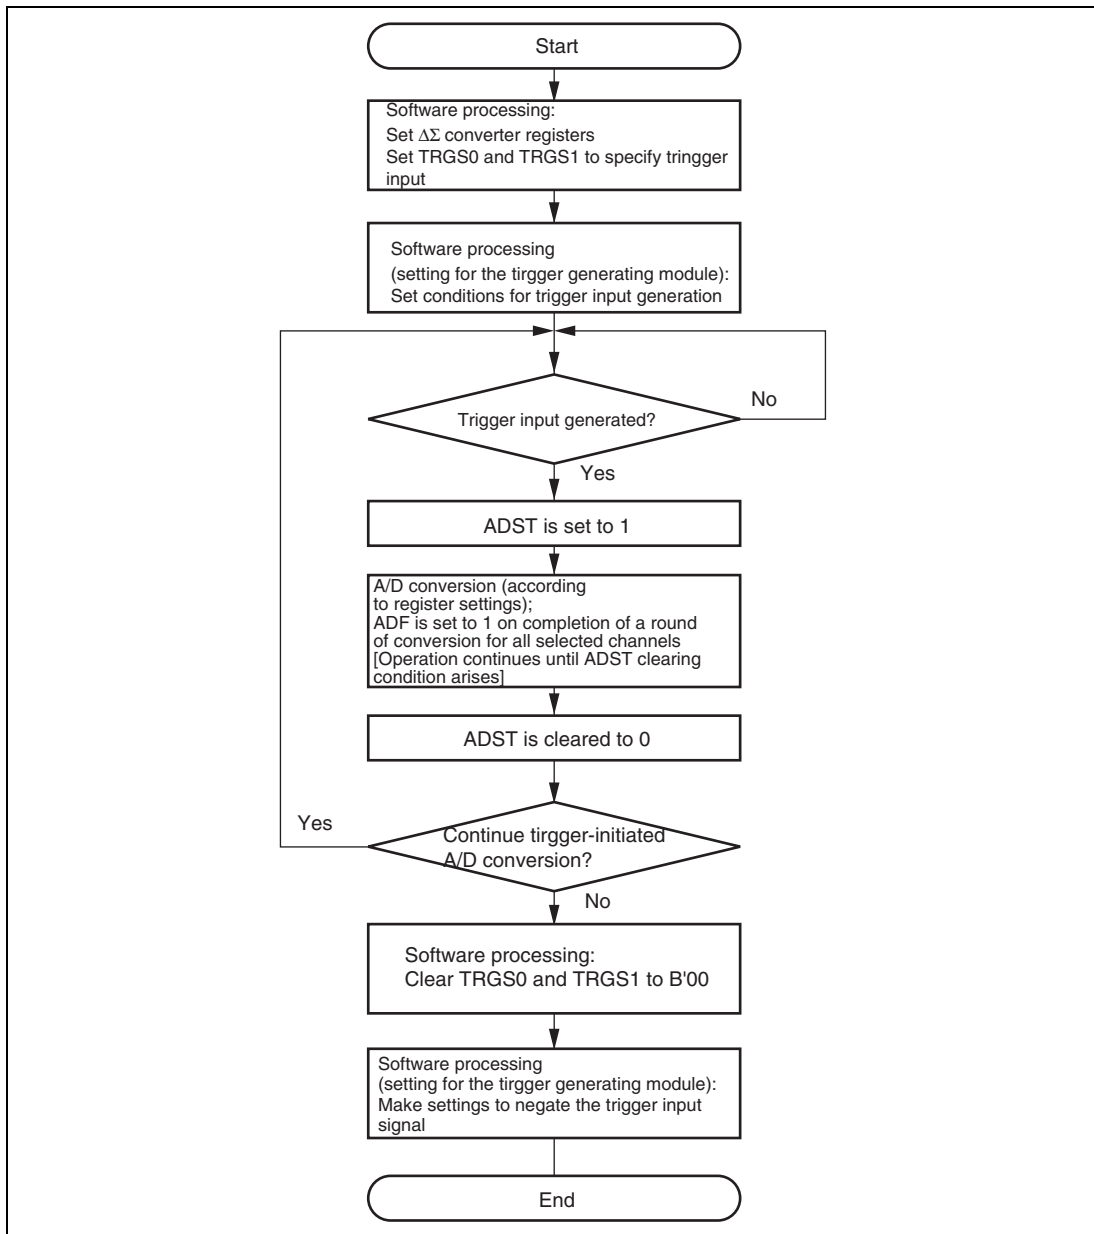 Start
Software processing:
Set ΔΣ converter registers
Set TRGS0 and TRGS1 to specify tringger
input
Software processing
(setting for the tirgger generating module):
Set conditions for trigger input generation
No
Trigger input generated?
Yes
ADST is set to 1
A/D conversion (according
to register settings);
ADF is set to 1 on completion of a round
of conversion for all selected channels
[Operation continues until ADST clearing
condition arises]
ADST is cleared to 0
Yes
Continue tirgger-initiated
A/D conversion?
No
Software processing:
Clear TRGS0 and TRGS1 to B'00
Software processing
(setting for the tirgger generating module):
Make settings to negate the trigger input
signal
End